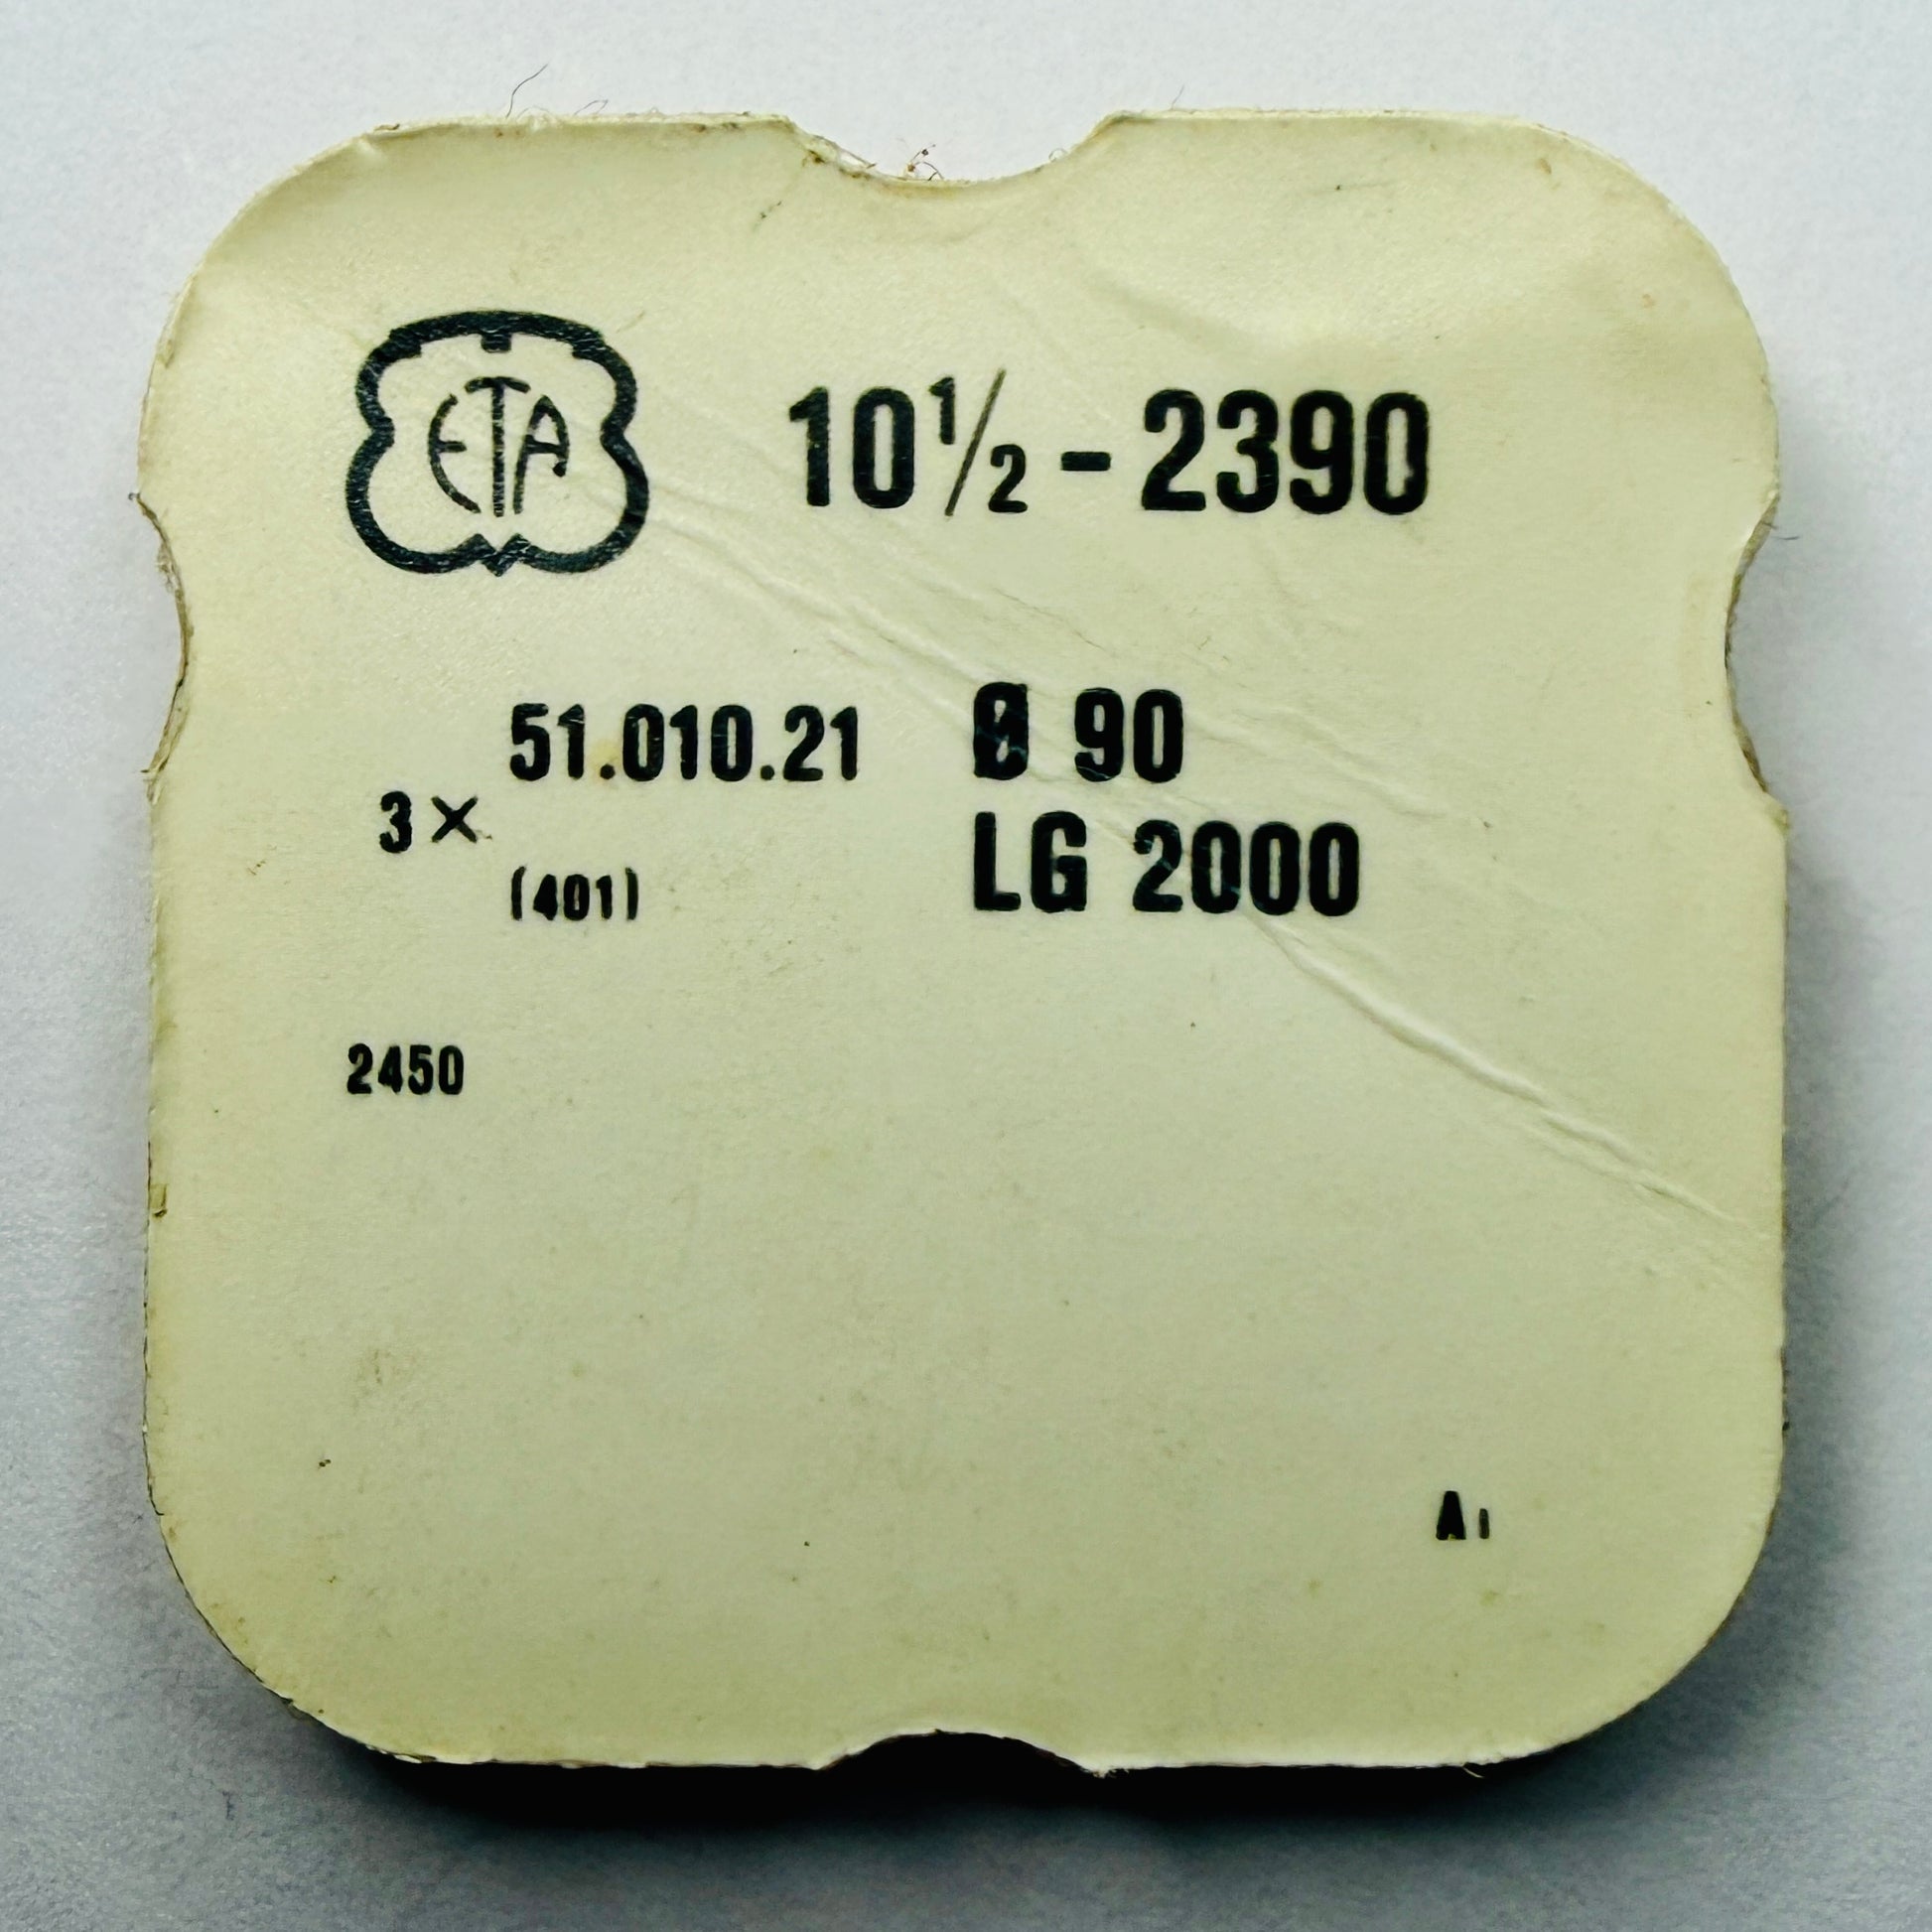 ETA
10½ - 2390
51.010.21 Ø 90
3×
(401) LG 2000
2450
A1